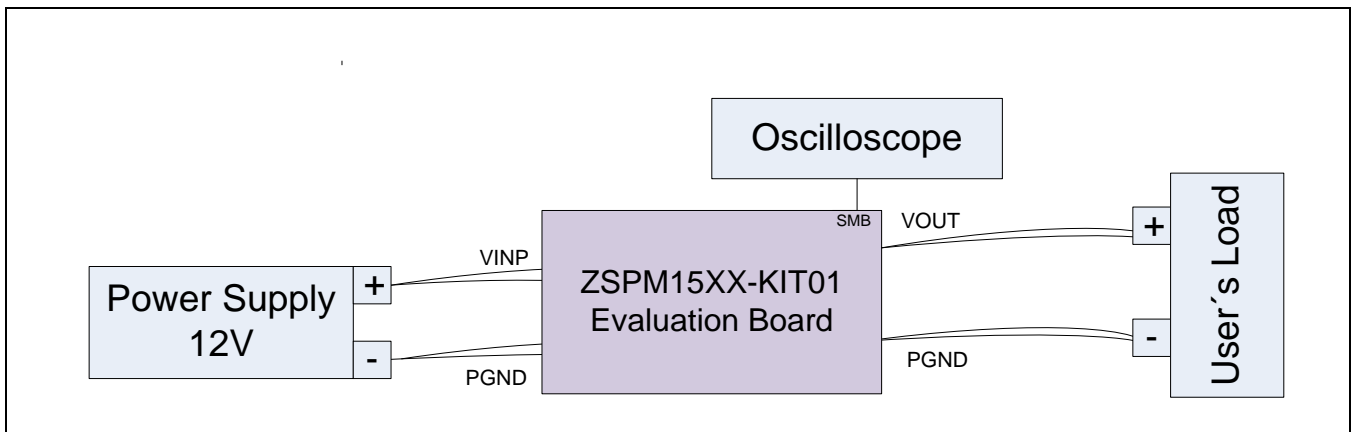 Oscilloscope
SMB
VOUT
+
VINP
ZSPM15XX-KIT01
Evaluation Board
Power Supply
12V
+
-
PGND
PGND
-
User´s Load